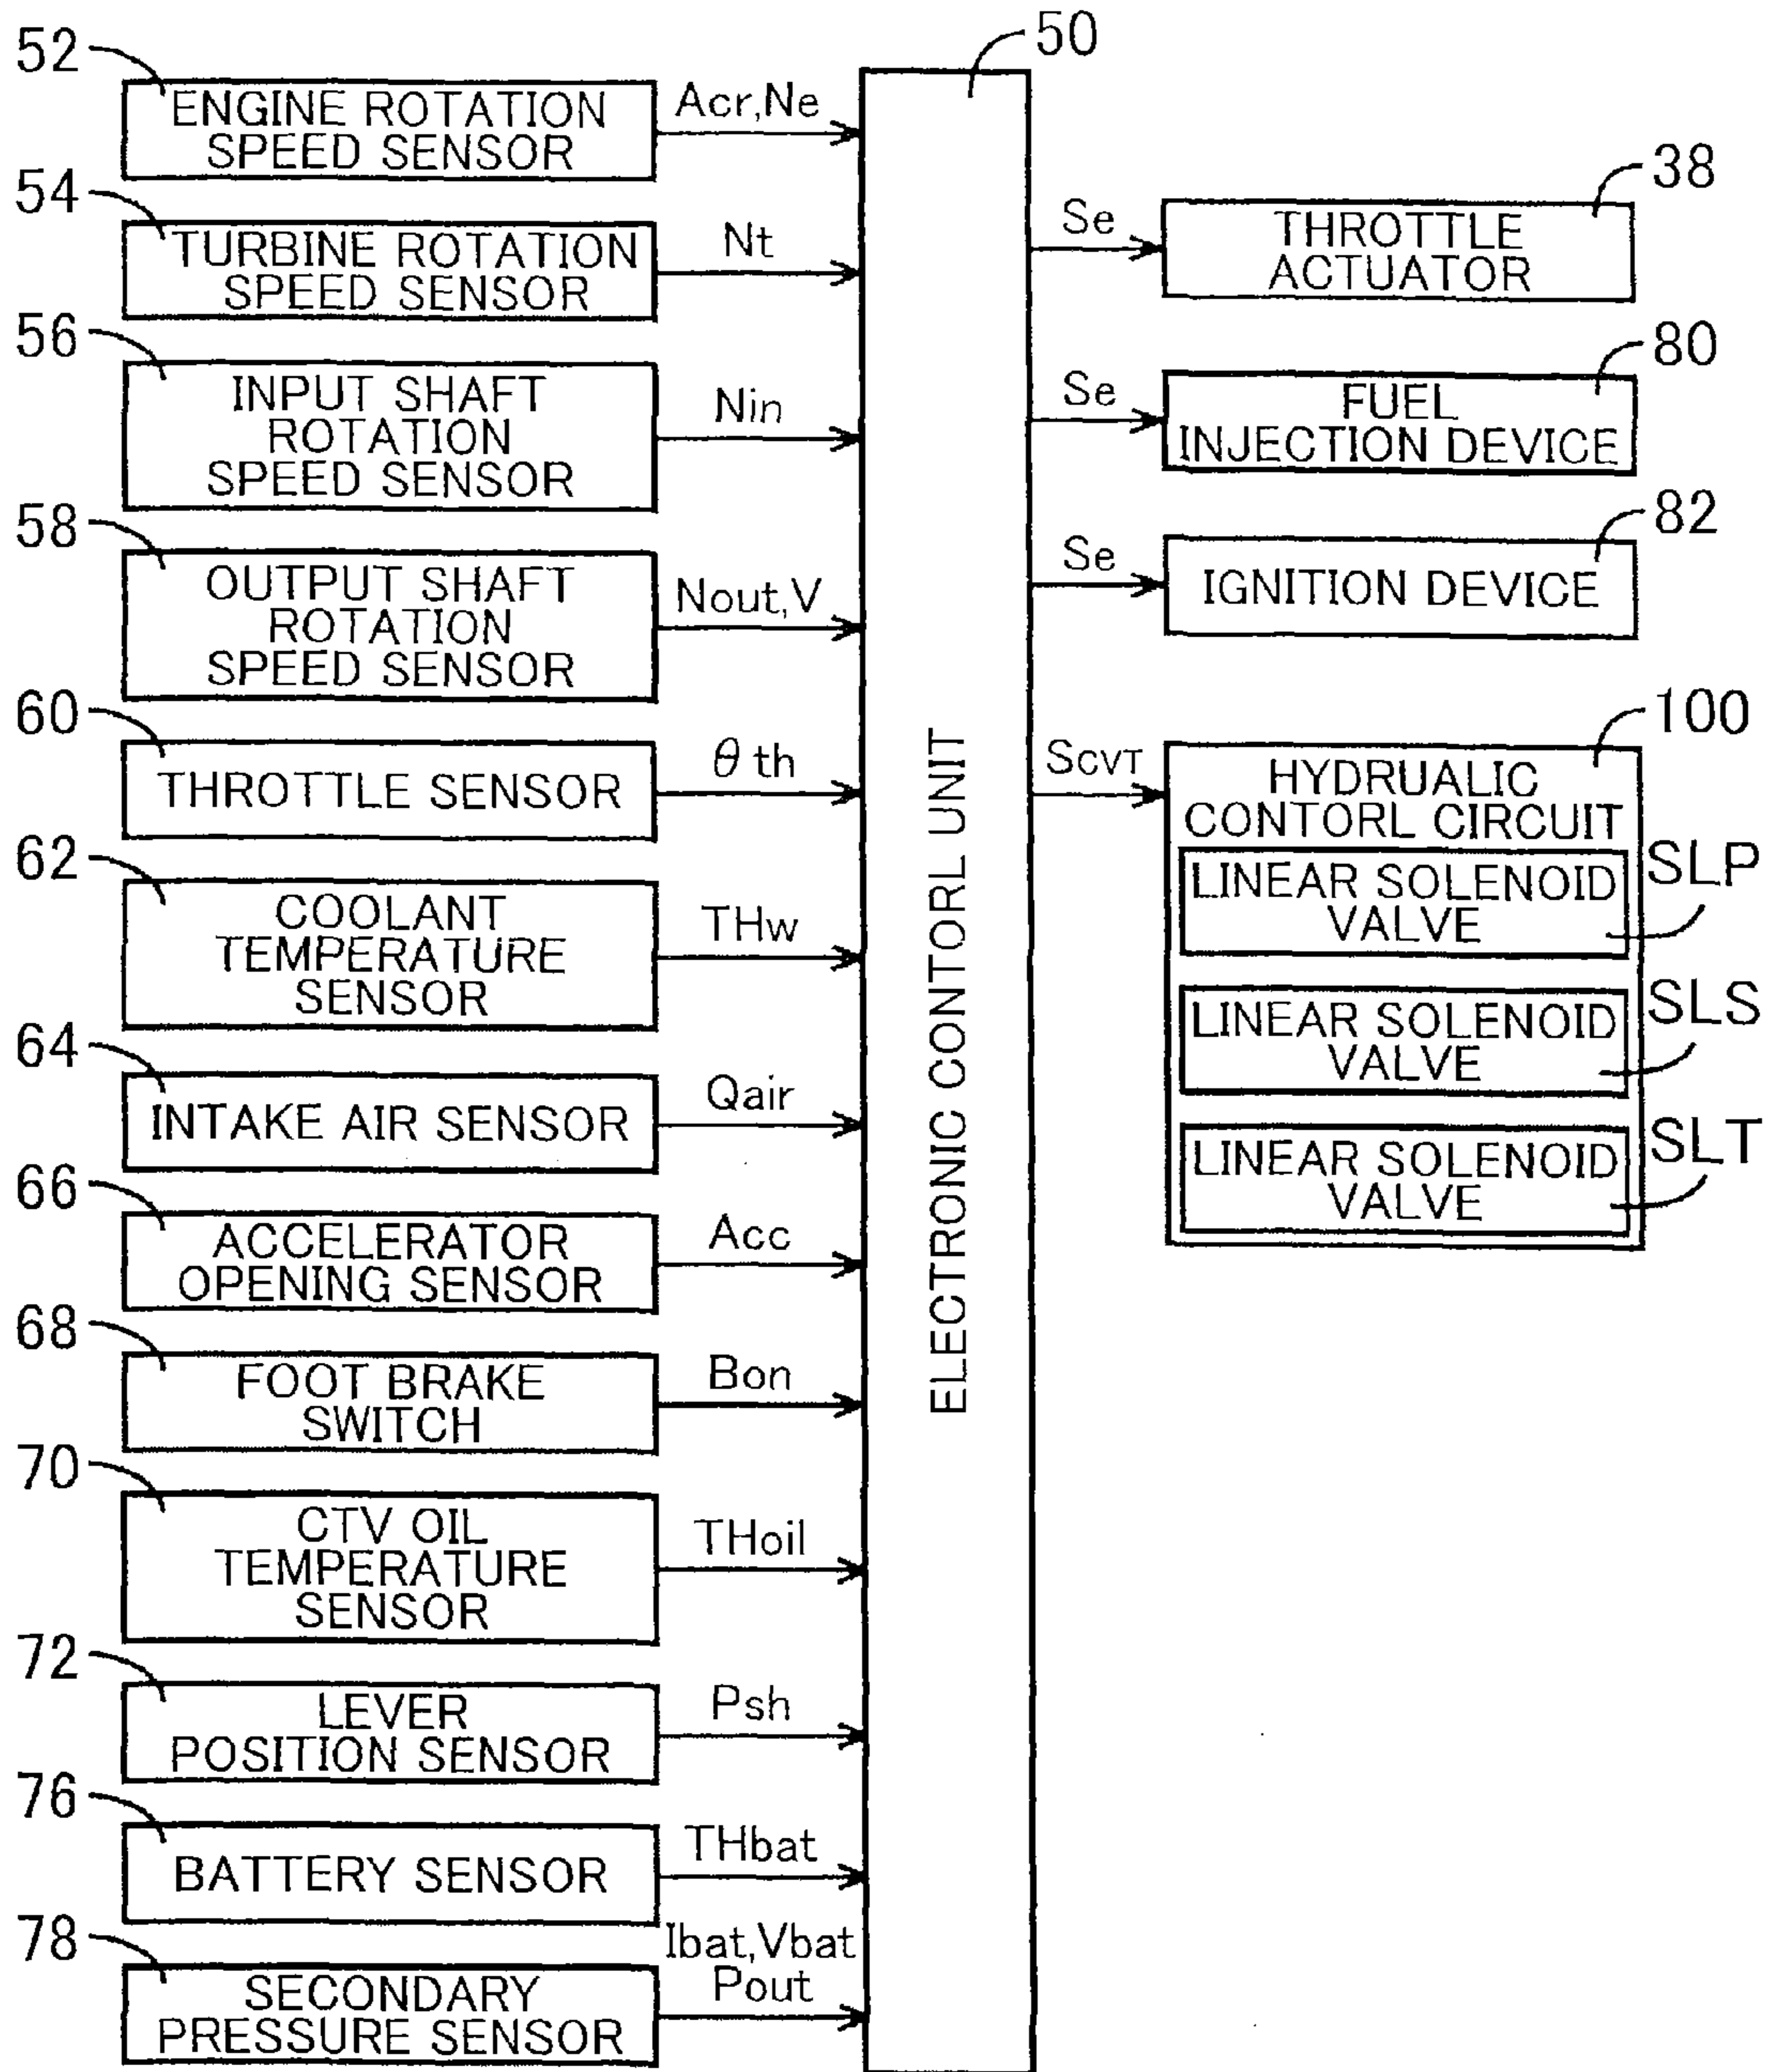 52
ENGINE ROTATION
SPEED SENSOR
Acr,Ne
54
TURBINE ROTATION
SPEED SENSOR
Nt
56
INPUT SHAFT
ROTATION
SPEED SENSOR
Nin
58
OUTPUT SHAFT
ROTATION
SPEED SENSOR
Nout,V
60
THROTTLE SENSOR
θth
62
COOLANT
TEMPERATURE
SENSOR
THw
64
INTAKE AIR SENSOR
Qair
66
ACCELERATOR
OPENING SENSOR
Acc
68
FOOT BRAKE
SWITCH
Bon
70
CTV OIL
TEMPERATURE
SENSOR
THoil
72
LEVER
POSITION SENSOR
Psh
76
BATTERY SENSOR
THbat
Ibat,Vbat
78
SECONDARY
PRESSURE SENSOR
Pout
50
ELECTRONIC CONTORL UNIT
Se
38
THROTTLE
ACTUATOR
Se
80
FUEL
INJECTION DEVICE
Se
82
IGNITION DEVICE
SCVT
100
HYDRUALIC
CONTORL CIRCUIT
LINEAR SOLENOID
VALVE
SLP
LINEAR SOLENOID
VALVE
SLS
LINEAR SOLENOID
VALVE
SLT